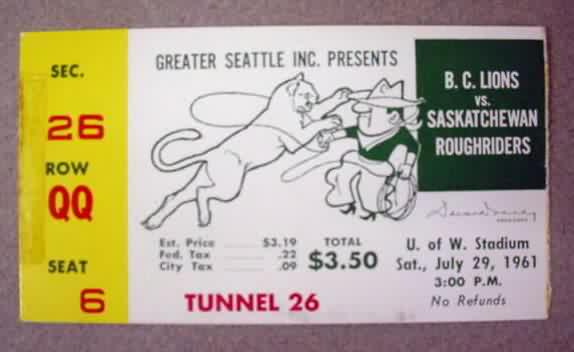 SEC.
26
ROW
QQ
SEAT
6
GREATER SEATTLE INC. PRESENTS
B. C. LIONS
vs.
SASKATCHEWAN
ROUGHRIDERS
Est. Price $3.19
Fed. Tax .22
City Tax .09
TOTAL
$3.50
U. of W. Stadium
Sat., July 29, 1961
3:00 P.M.
No Refunds
TUNNEL 26